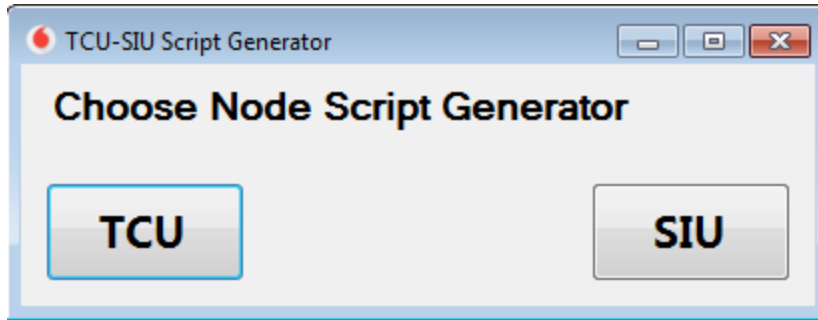 TCU-SIU Script Generator
Choose Node Script Generator
TCU
SIU